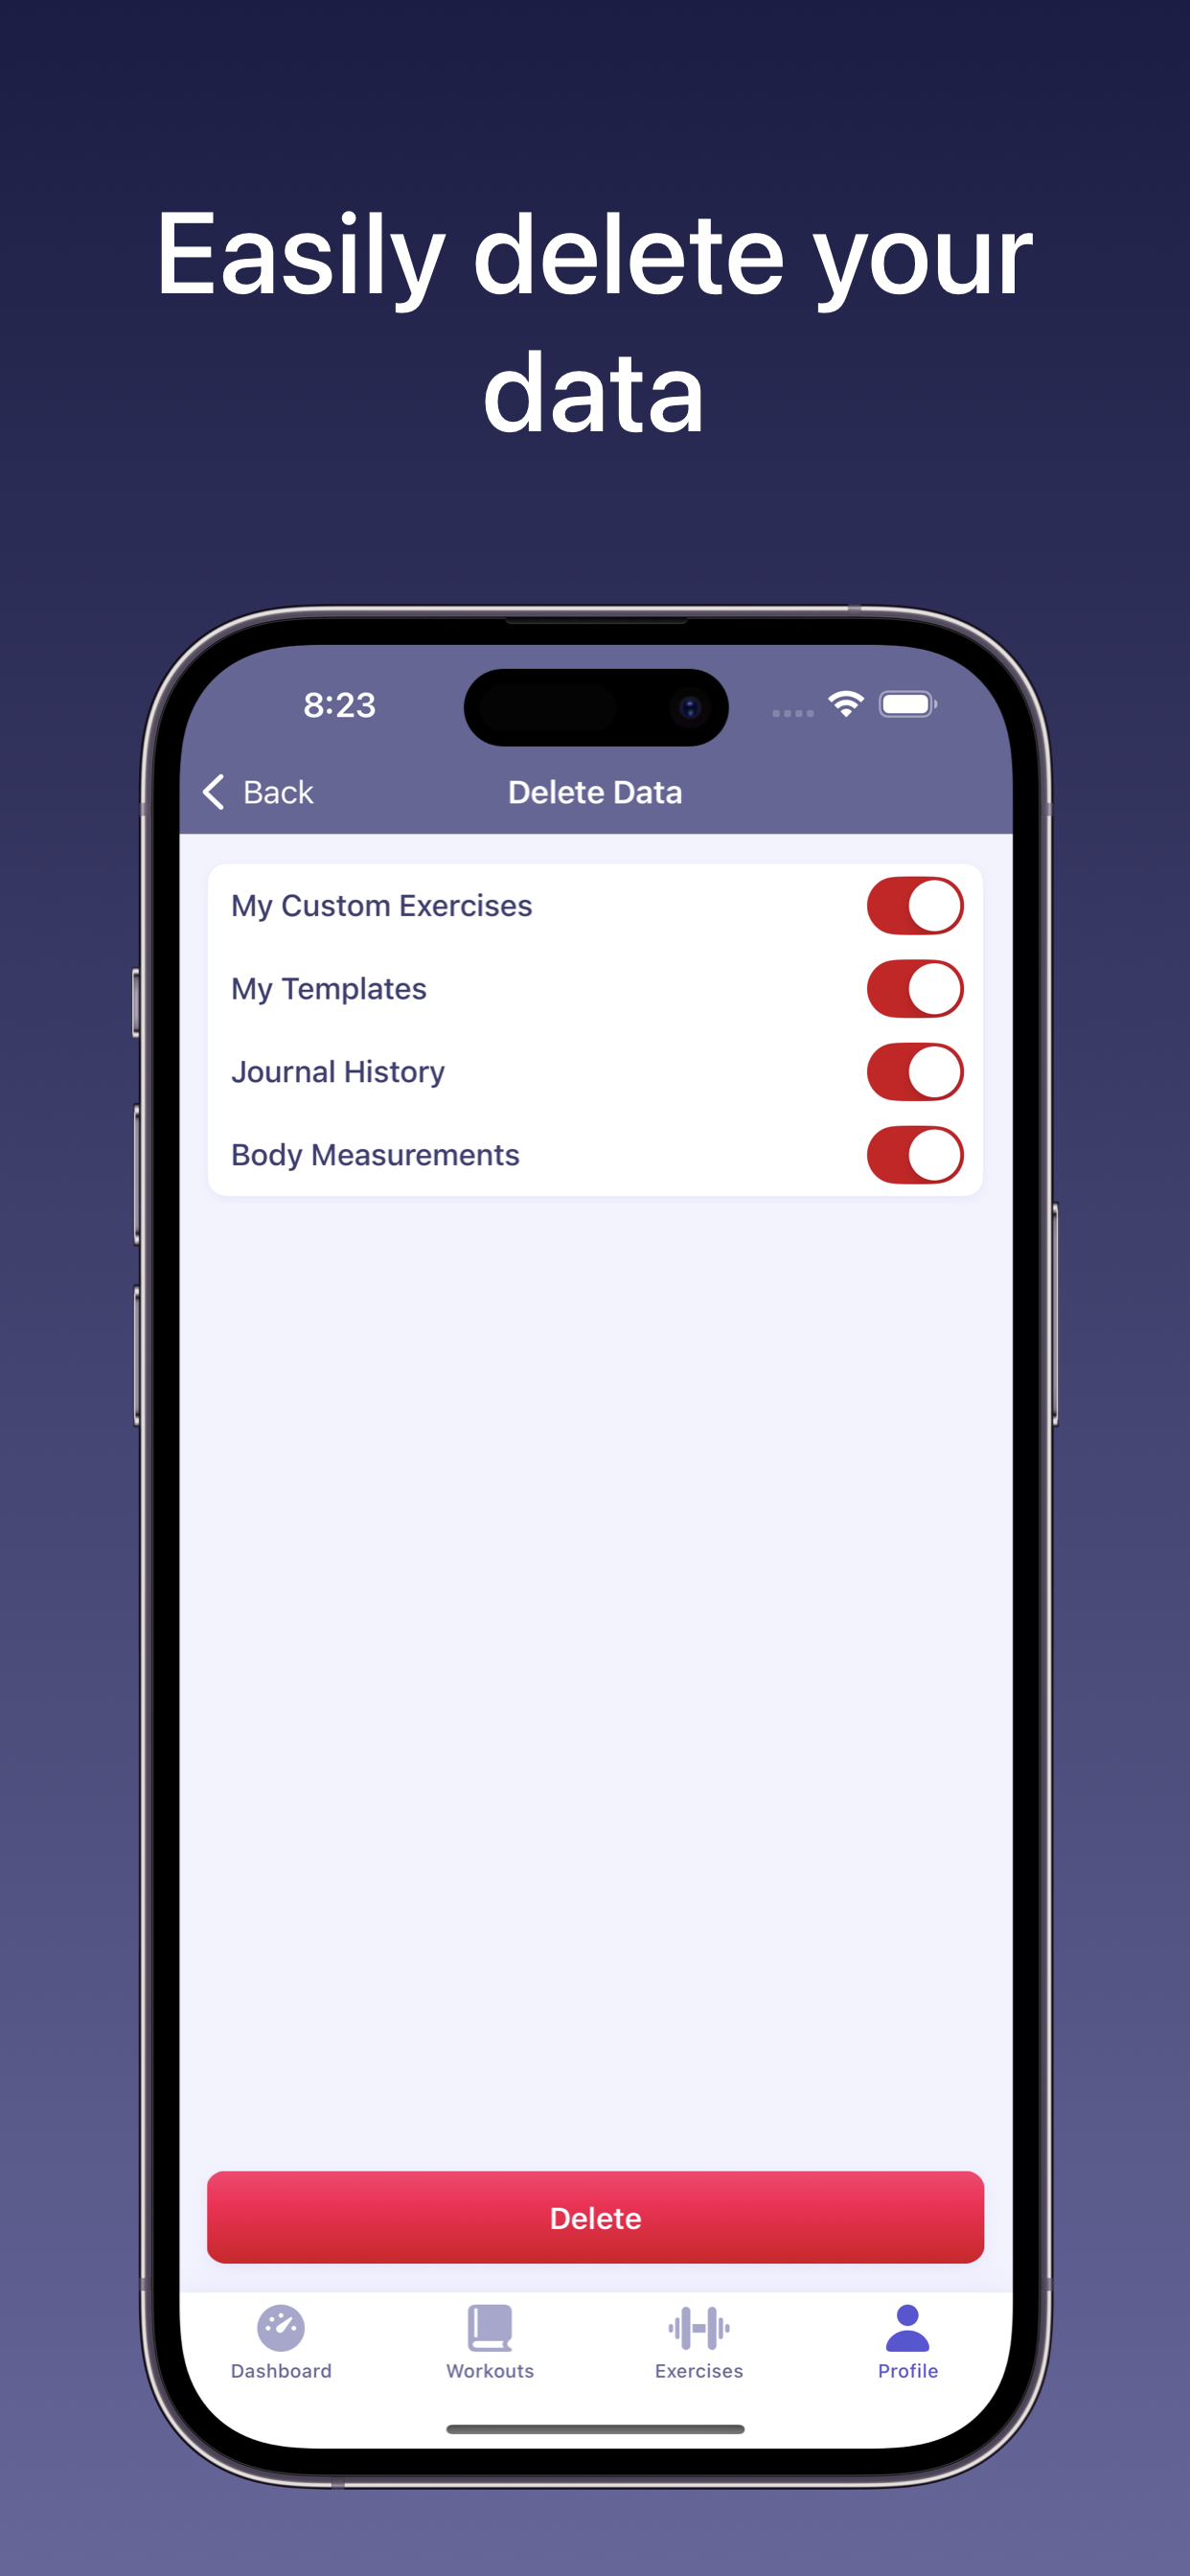 Easily delete your
data
8:23
Back
Delete Data
My Custom Exercises
My Templates
Journal History
Body Measurements
Delete
Dashboard
Workouts
Exercises
Profile